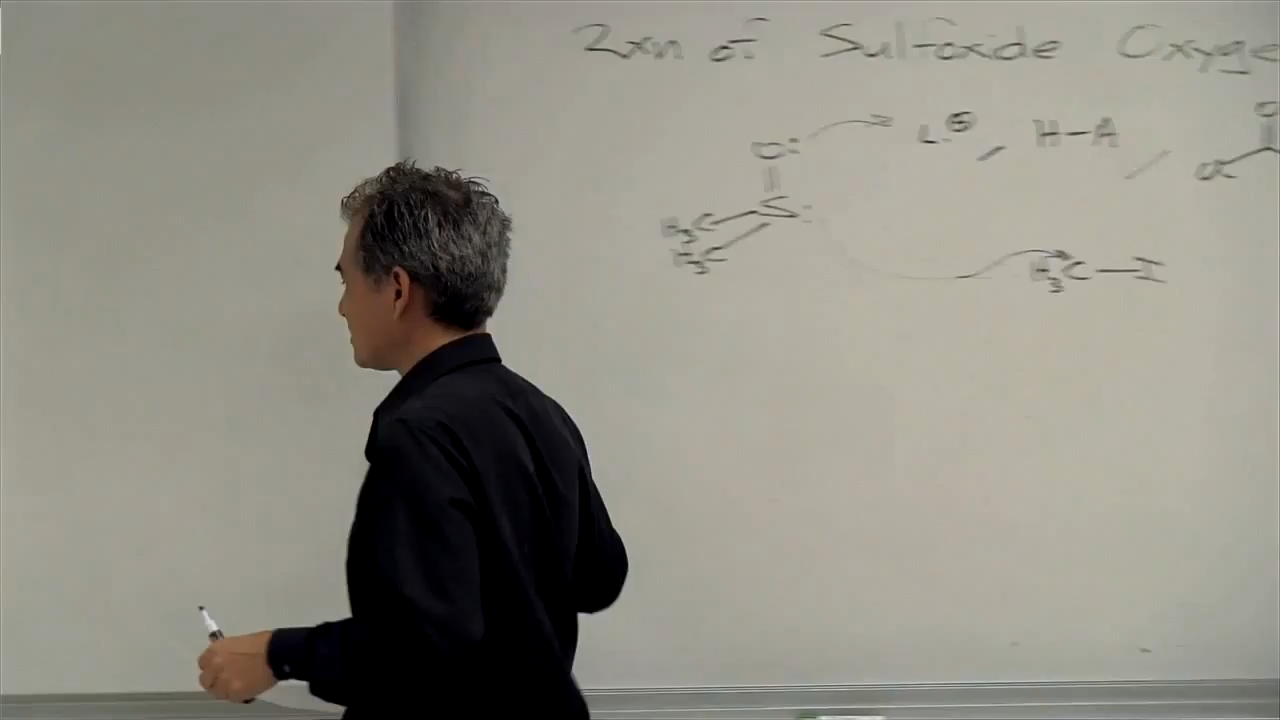 Rxn of Sulfoxide Oxyge
O: L.⊕, H-A, O
S:
H3C
H3C
H3C-I